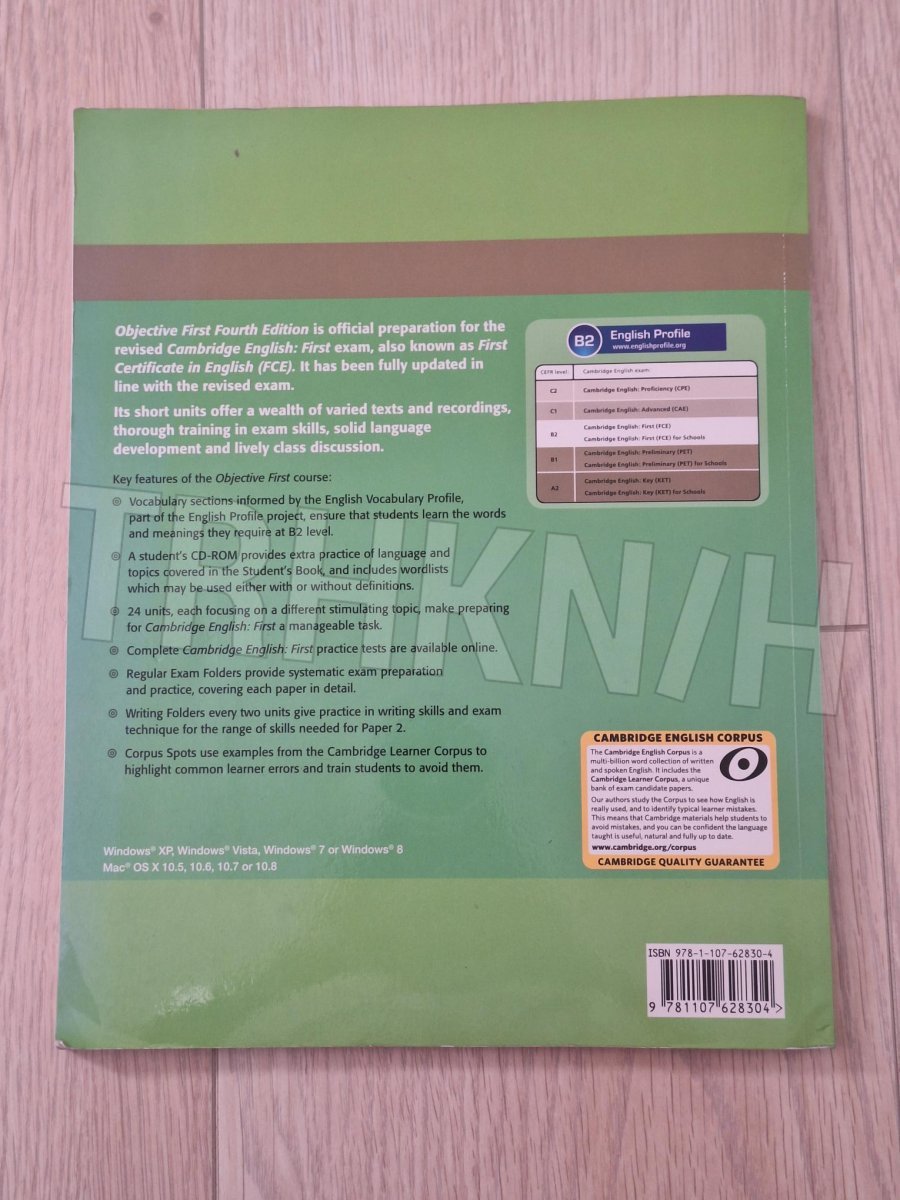 Objective First Fourth Edition is official preparation for the
revised Cambridge English: First exam, also known as First
Certificate in English (FCE). It has been fully updated in
line with the revised exam.
Its short units offer a wealth of varied texts and recordings,
thorough training in exam skills, solid language
development and lively class discussion.
Key features of the Objective First course:
◎ Vocabulary sections informed by the English Vocabulary Profile,
part of the English Profile project, ensure that students learn the words
and meanings they require at B2 level.
◎ A student's CD-ROM provides extra practice of language and
topics covered in the Student's Book, and includes wordlists
which may be used either with or without definitions.
◎ 24 units, each focusing on a different stimulating topic, make preparing
for Cambridge English: First a manageable task.
◎ Complete Cambridge English: First practice tests are available online.
◎ Regular Exam Folders provide systematic exam preparation
and practice, covering each paper in detail.
◎ Writing Folders every two units give practice in writing skills and exam
technique for the range of skills needed for Paper 2.
◎ Corpus Spots use examples from the Cambridge Learner Corpus to
highlight common learner errors and train students to avoid them.
Windows® XP, Windows® Vista, Windows® 7 or Windows® 8
Mac® OS X 10.5, 10.6, 10.7 or 10.8
B2 English Profile
www.englishprofile.org
CEFR level: Cambridge English exam
C2 Cambridge English: Proficiency (CPE)
C1 Cambridge English: Advanced (CAE)
B2 Cambridge English: First (FCE)
Cambridge English: First (FCE) for Schools
B1 Cambridge English: Preliminary (PET)
Cambridge English: Preliminary (PET) for Schools
A2 Cambridge English: Key (KET)
Cambridge English: Key (KET) for Schools
TRHKN/H
CAMBRIDGE ENGLISH CORPUS
The Cambridge English Corpus is a
multi-billion word collection of written
and spoken English. It includes the
Cambridge Learner Corpus, a unique
bank of exam candidate papers.
Our authors study the Corpus to see how English is
really used, and to identify typical learner mistakes.
This means that Cambridge materials help students to
avoid mistakes, and you can be confident the language
taught is useful, natural and fully up to date.
www.cambridge.org/corpus
CAMBRIDGE QUALITY GUARANTEE
ISBN 978-1-107-62830-4
9 781107 628304 >